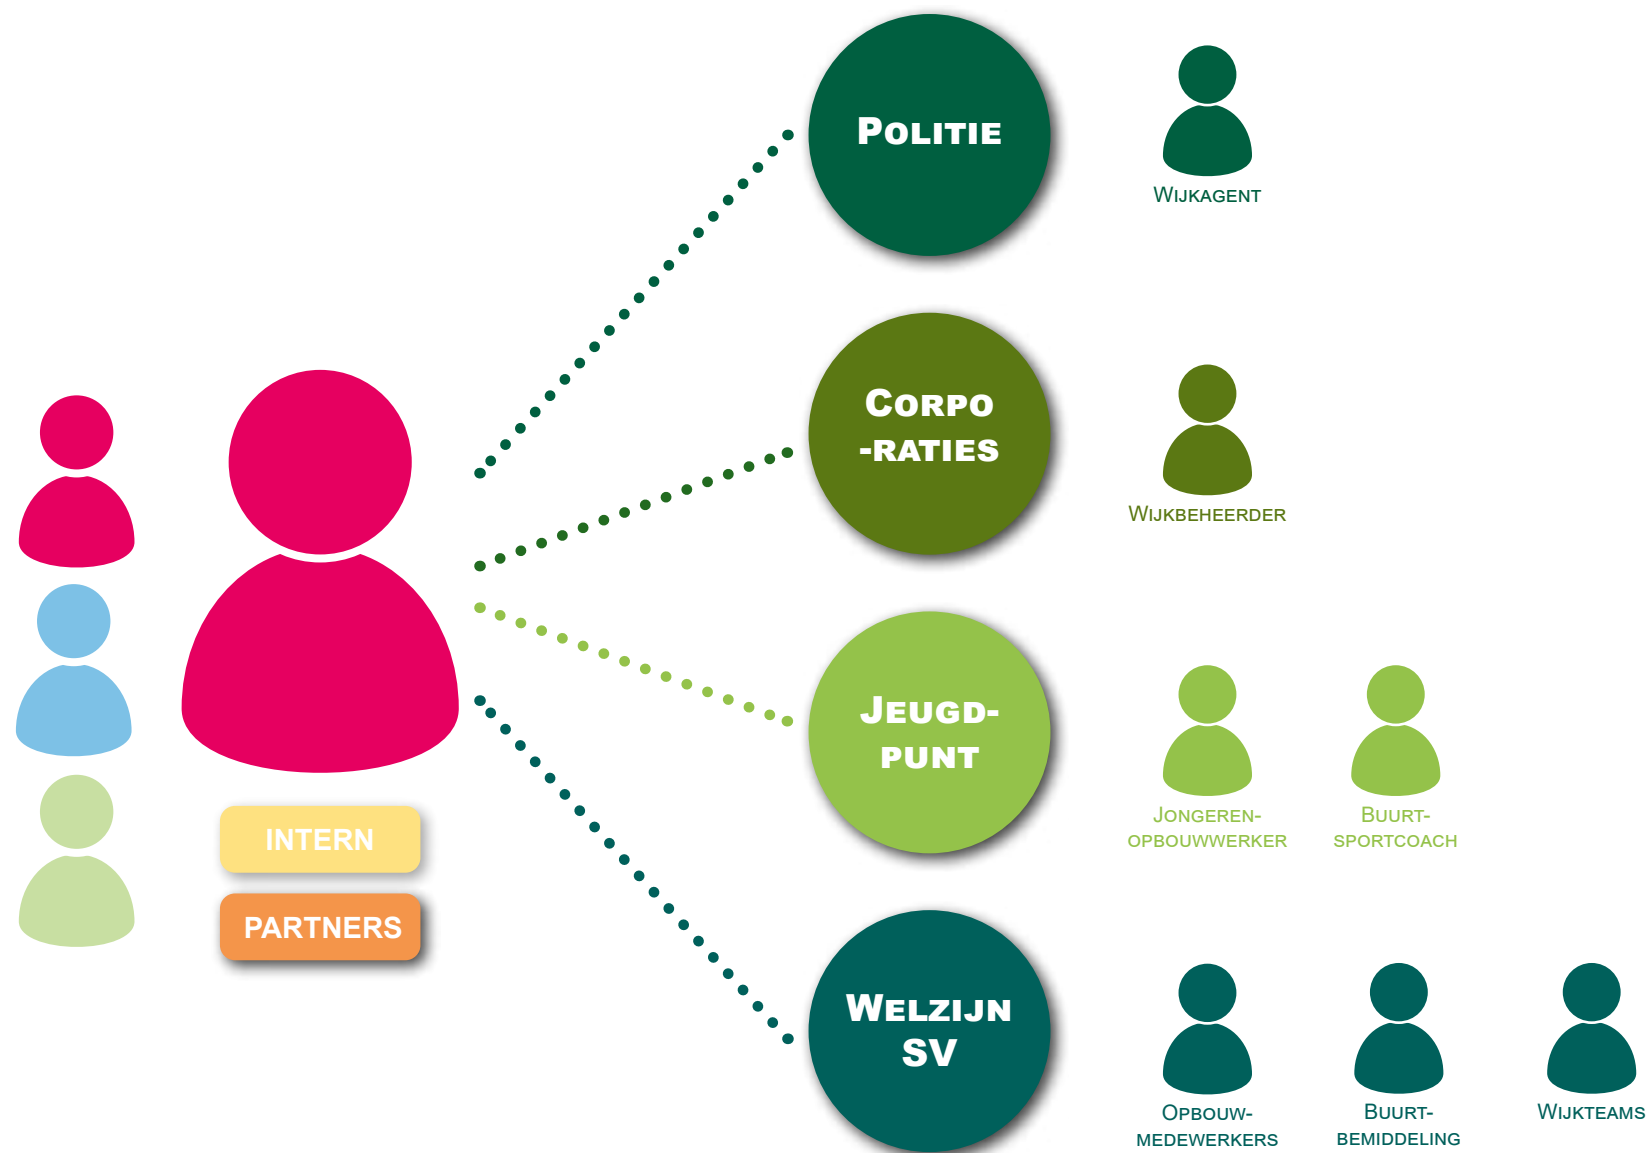 Politie
Wijkagent
Corpo
-raties
Wijkbeheerder
Jeugd-
punt
Jongeren-
opbouwwerker
Buurt-
sportcoach
INTERN
PARTNERS
Welzijn
SV
Opbouw-
medewerkers
Buurt-
bemiddeling
Wijkteams